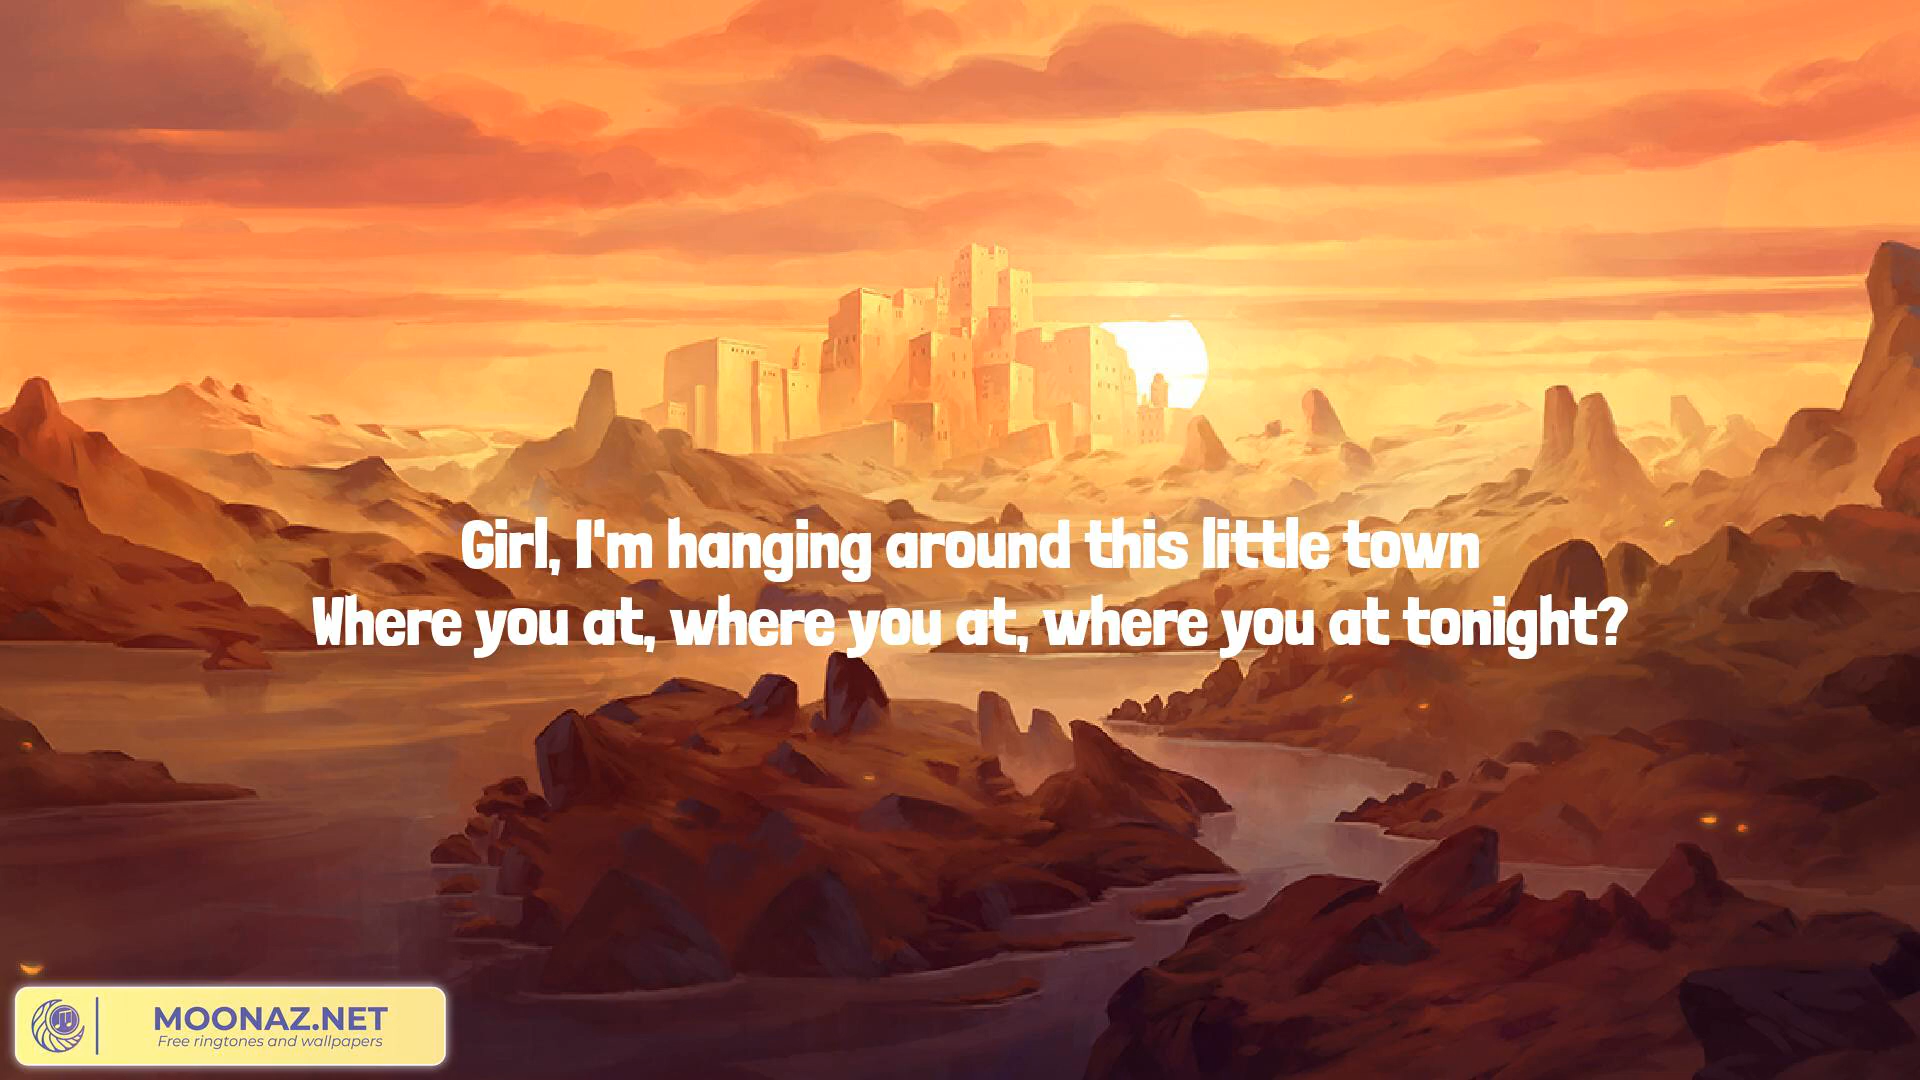 Girl, I'm hanging around this little town
Where you at, where you at, where you at tonight?
MOONAZ.NET
Free ringtones and wallpapers